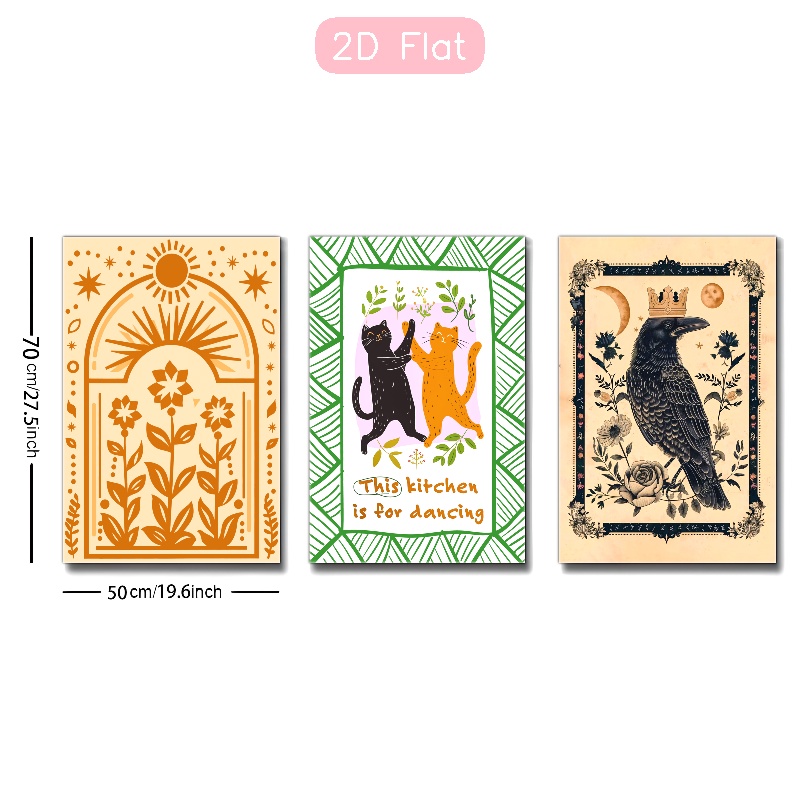 2D Flat
70cm/27.5inch
This kitchen
is for dancing
50cm/19.6inch